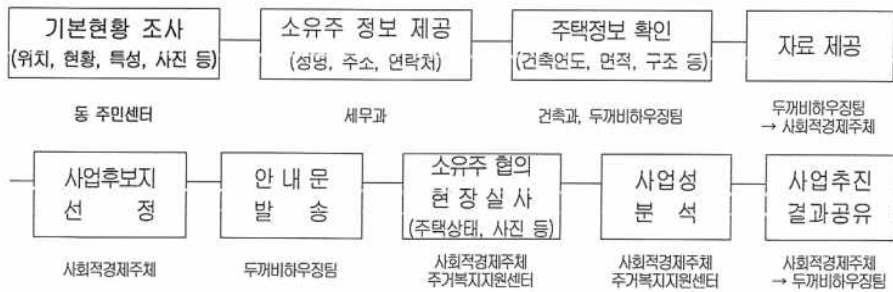 기본현황 조사
(위치, 현황, 특성, 사진 등)
소유주 정보 제공
(성명, 주소, 연락처)
주택정보 확인
(건축연도, 면적, 구조 등)
자료 제공
동 주민센터
세무과
건축과, 두꺼비하우징팀
두꺼비하우징팀
→ 사회적경제주체
사업후보지
선 정
안 내 문
발 송
소유주 협의
현 장 실 사
(주택상태, 사진 등)
사업성
분 석
사업추진
결과공유
사회적경제주체
두꺼비하우징팀
사회적경제주체
주거복지지원센터
사회적경제주체
주거복지지원센터
사회적경제주체
→ 두꺼비하우징팀